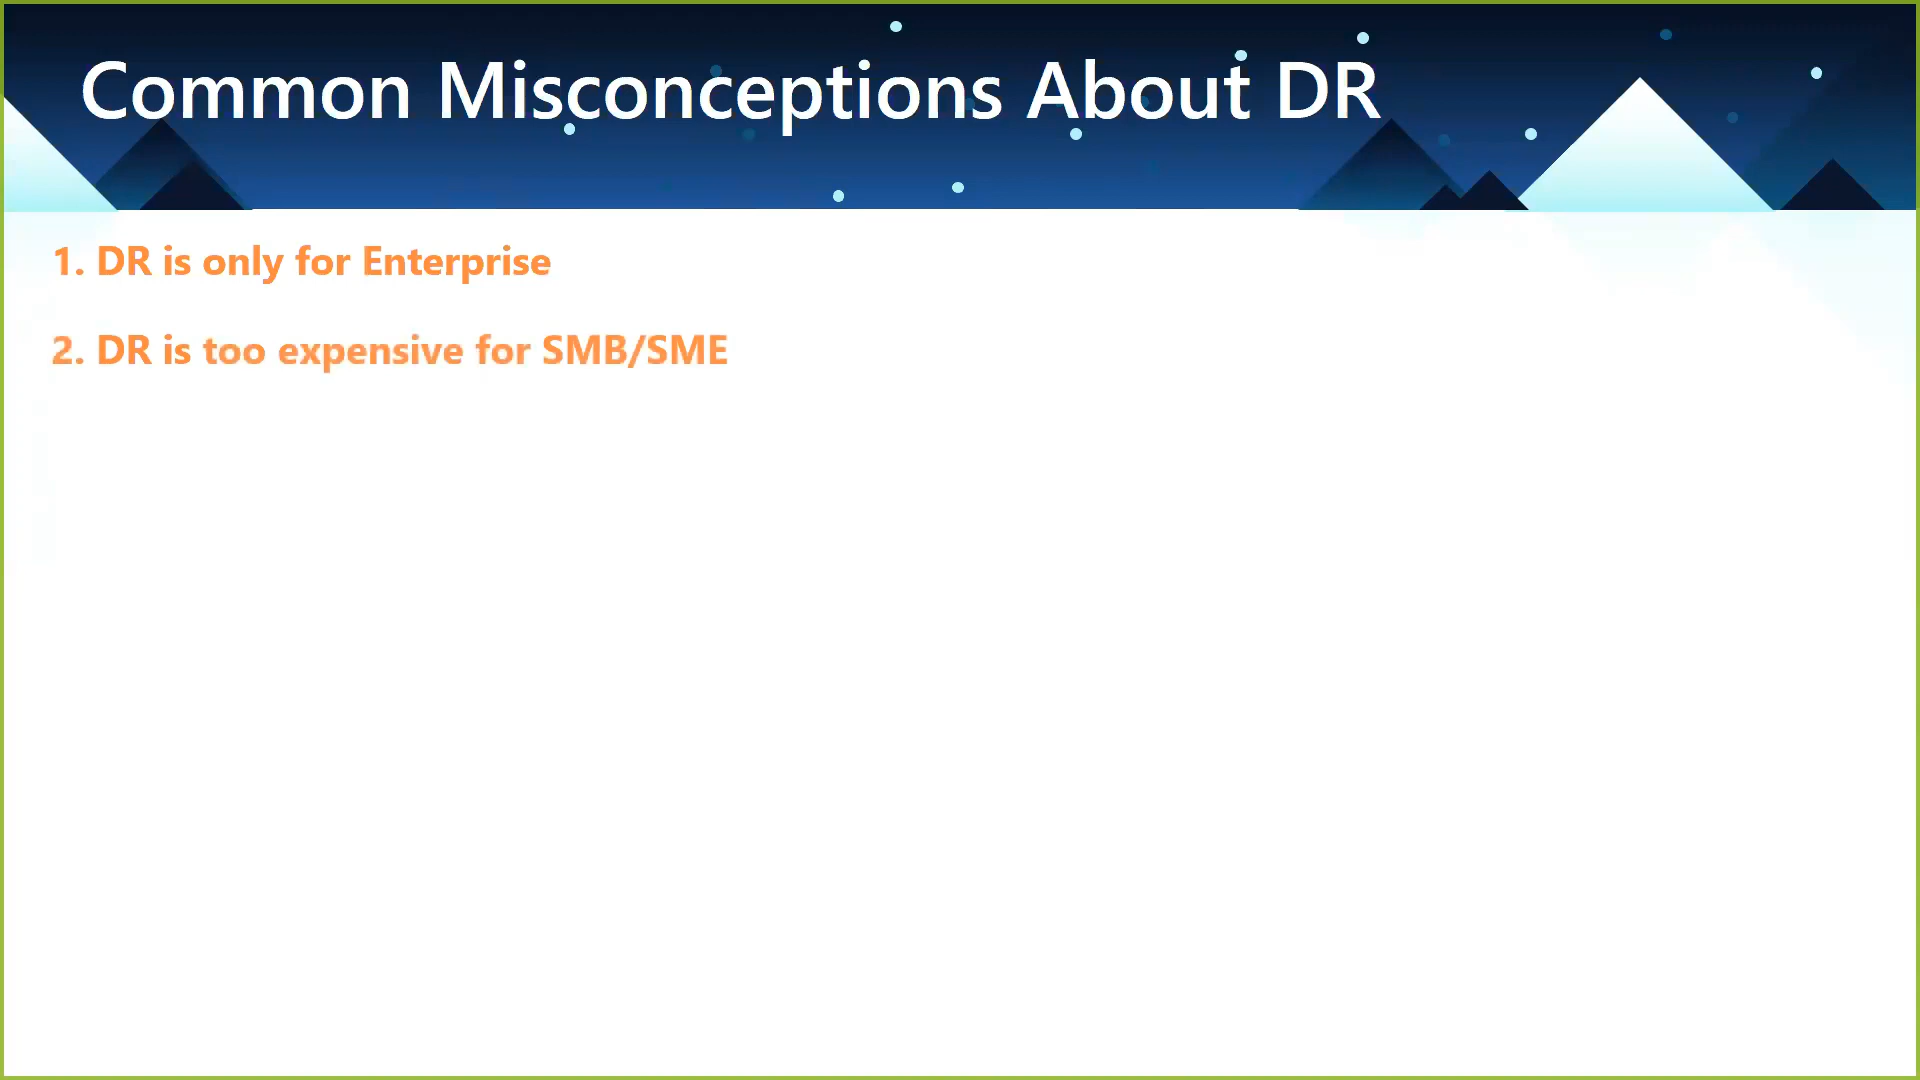 Common Misconceptions About DR
1. DR is only for Enterprise
2. DR is too expensive for SMB/SME